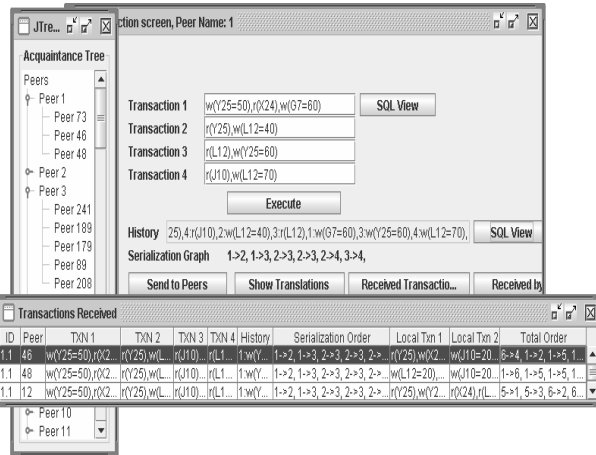 JTre...
ction screen, Peer Name: 1
Acquaintance Tree
Peers
Peer 1
Peer 73
Peer 46
Peer 48
Peer 2
Peer 3
Peer 241
Peer 189
Peer 179
Peer 89
Peer 208
Transaction 1 w(Y25=50),r(X24),w(G7=60) SQL View
Transaction 2 r(Y25),w(L12=40)
Transaction 3 r(L12),w(Y25=60)
Transaction 4 r(J10),w(L12=70)
Execute
History 25),4:r(J10),2:w(L12=40),3:r(L12),1:w(G7=60),3:w(Y25=60),4:w(L12=70), SQL View
Serialization Graph 1->2, 1->3, 2->3, 2->3, 2->4, 3->4,
Send to Peers Show Translations Received Transactio... Received by
Transactions Received
ID Peer TXN 1 TXN 2 TXN 3 TXN 4 History Serialization Order Local Txn 1 Local Txn 2 Total Order
1.1 46 w(Y25=50),r(X2... r(Y25),w(L... r(J10)... r(L1... 1:w(Y... 1->2, 1->3, 2->3, 2->3, 2->... r(Y25),w(X2... w(J10=20... 6->4, 1->2, 1->5, 1...
1.1 48 w(Y25=50),r(X2... r(Y25),w(L... r(J10)... r(L1... 1:w(Y... 1->2, 1->3, 2->3, 2->3, 2->... w(L12=20),... w(J10=20... 1->6, 1->5, 1->5, 1...
1.1 12 w(Y25=50),r(X2... r(Y25),w(L... r(J10)... r(L1... 1:w(Y... 1->2, 1->3, 2->3, 2->3, 2->... r(Y25),w(Y2... r(X24),r(L... 5->1, 5->3, 6->2, 6...
Peer 10
Peer 11